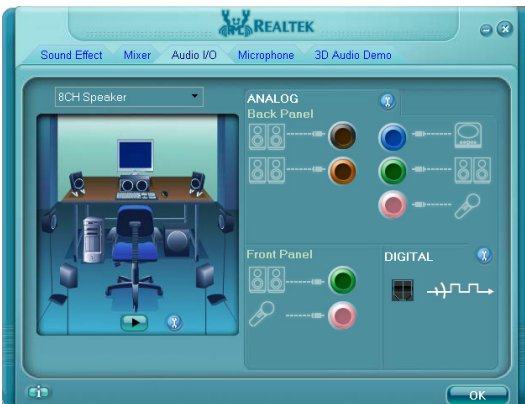 REALTEK
Sound Effect Mixer Audio I/O Microphone 3D Audio Demo
8CH Speaker
ANALOG
Back Panel
Front Panel
DIGITAL
OK